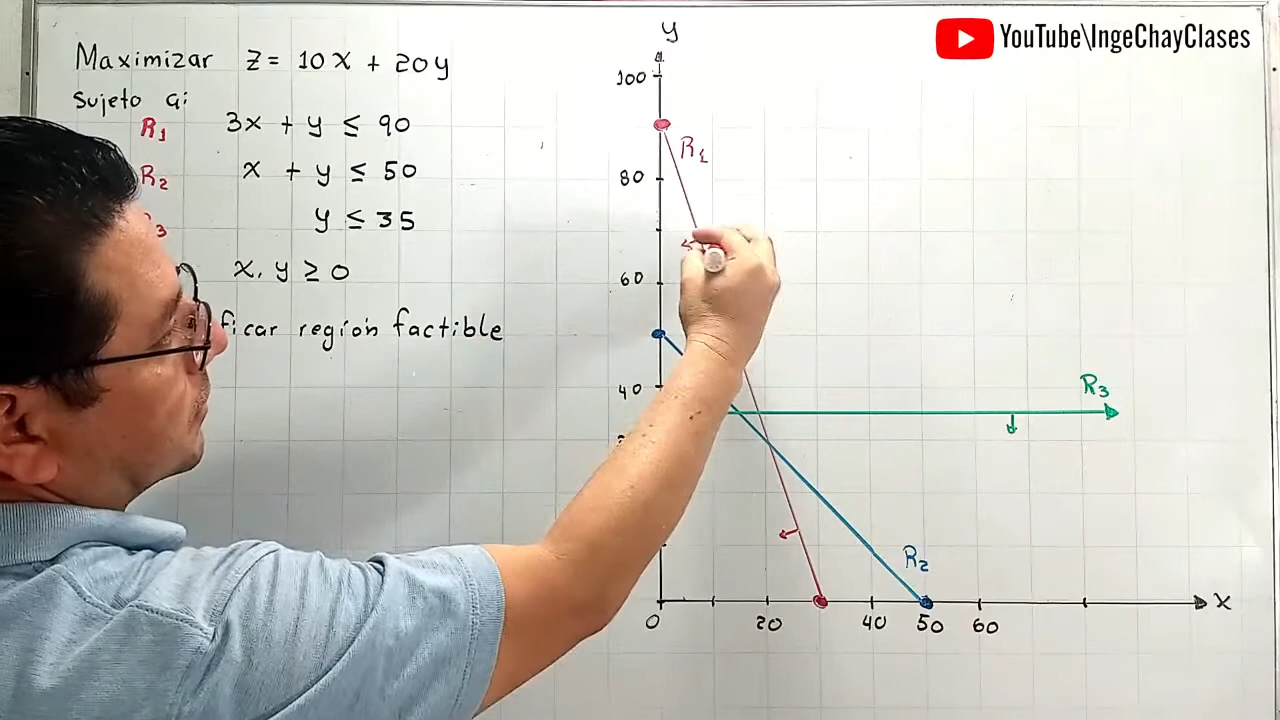 YouTube\IngeChayClases
Maximizar z = 10x + 20y
Sujeto a:
R1 3x + y ≤ 90
R2 x + y ≤ 50
3 y ≤ 35
x, y ≥ 0
ficar región factible
y
100
80
60
40
R1
R3
R2
0 20 40 50 60 x